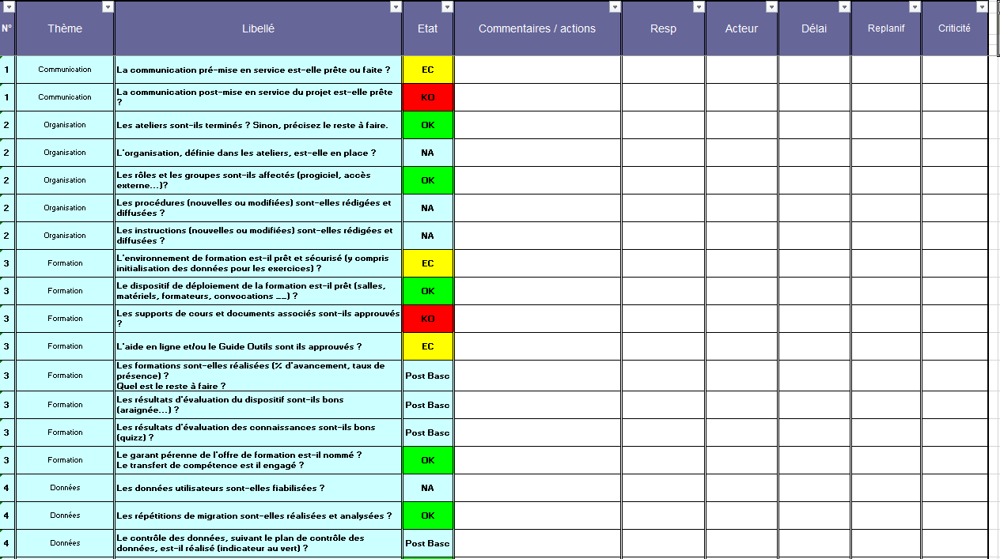 N° Thème Libellé Etat Commentaires / actions Resp Acteur Délai Replanif Criticité
1 Communication La communication pré-mise en service est-elle prête ou faite ? EC
1 Communication La communication post-mise en service du projet est-elle prête
? KO
2 Organisation Les ateliers sont-ils terminés ? Sinon, précisez le reste à faire. OK
2 Organisation L'organisation, définie dans les ateliers, est-elle en place ? NA
2 Organisation Les rôles et les groupes sont-ils affectés (progiciel, accès
externe...)? OK
2 Organisation Les procédures (nouvelles ou modifiées) sont-elles rédigées et
diffusées ? NA
2 Organisation Les instructions (nouvelles ou modifiées) sont-elles rédigées et
diffusées ? NA
3 Formation L'environnement de formation est-il prêt et sécurisé (y compris
initialisation des données pour les exercices) ? EC
3 Formation Le dispositif de déploiement de la formation est-il prêt (salles,
matériels, formateurs, convocations __) ? OK
3 Formation Les supports de cours et documents associés sont-ils approuvés
? KO
3 Formation L'aide en ligne et/ou le Guide Outils sont ils approuvés ? EC
3 Formation Les formations sont-elles réalisées (% d'avancement, taux de
présence) ?
Quel est le reste à faire ? Post Basc
3 Formation Les résultats d'évaluation du dispositif sont-ils bons
(araignée...) ? Post Basc
3 Formation Les résultats d'évaluation des connaissances sont-ils bons
(quizz) ? Post Basc
3 Formation Le garant pérenne de l'offre de formation est-il nommé ?
Le transfert de compétence est il engagé ? OK
4 Données Les données utilisateurs sont-elles fiabilisées ? NA
4 Données Les répétitions de migration sont-elles réalisées et analysées ? OK
4 Données Le contrôle des données, suivant le plan de contrôle des
données, est-il réalisé (indicateur au vert) ? Post Basc